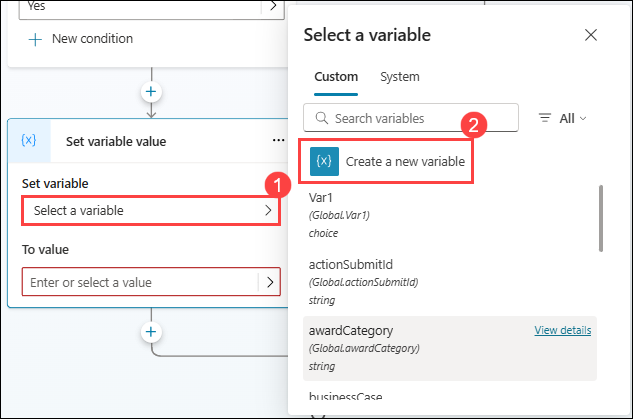 Yes
New condition
{x}
Set variable value
...
Set variable
1
Select a variable
To value
Enter or select a value
Select a variable
Custom
System
Search variables
All
2
{x}
Create a new variable
Var1
(Global.Var1)
choice
actionSubmitId
(Global.actionSubmitId)
string
awardCategory
View details
(Global.awardCategory)
string
businessCase